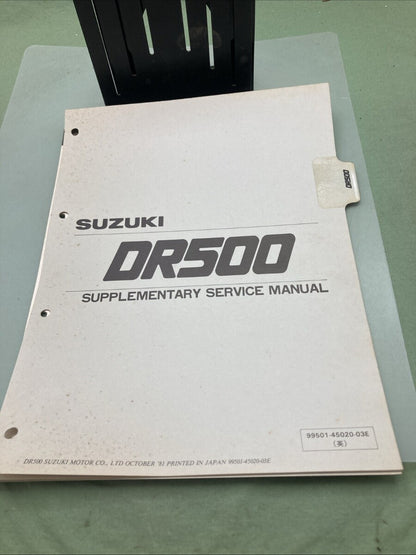 SUZUKI
DR500
SUPPLEMENTARY SERVICE MANUAL
DR500
99501-45020-03E
(英)
DR500 SUZUKI MOTOR CO., LTD OCTOBER '81 PRINTED IN JAPAN 99501-45020-03E